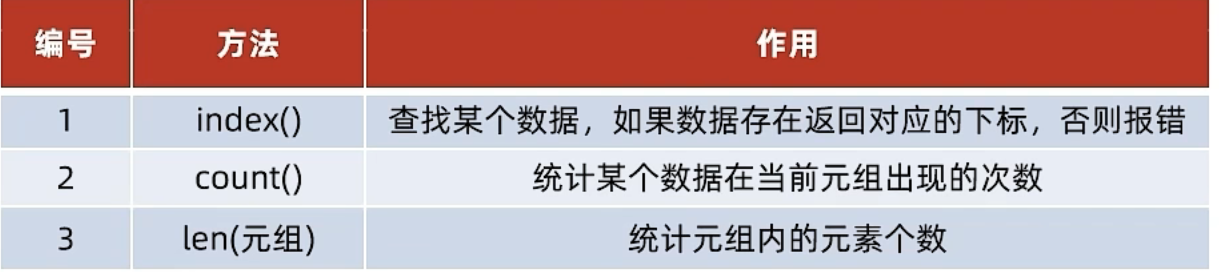 编号 方法 作用
1 index() 查找某个数据，如果数据存在返回对应的下标，否则报错
2 count() 统计某个数据在当前元组出现的次数
3 len(元组) 统计元组内的元素个数